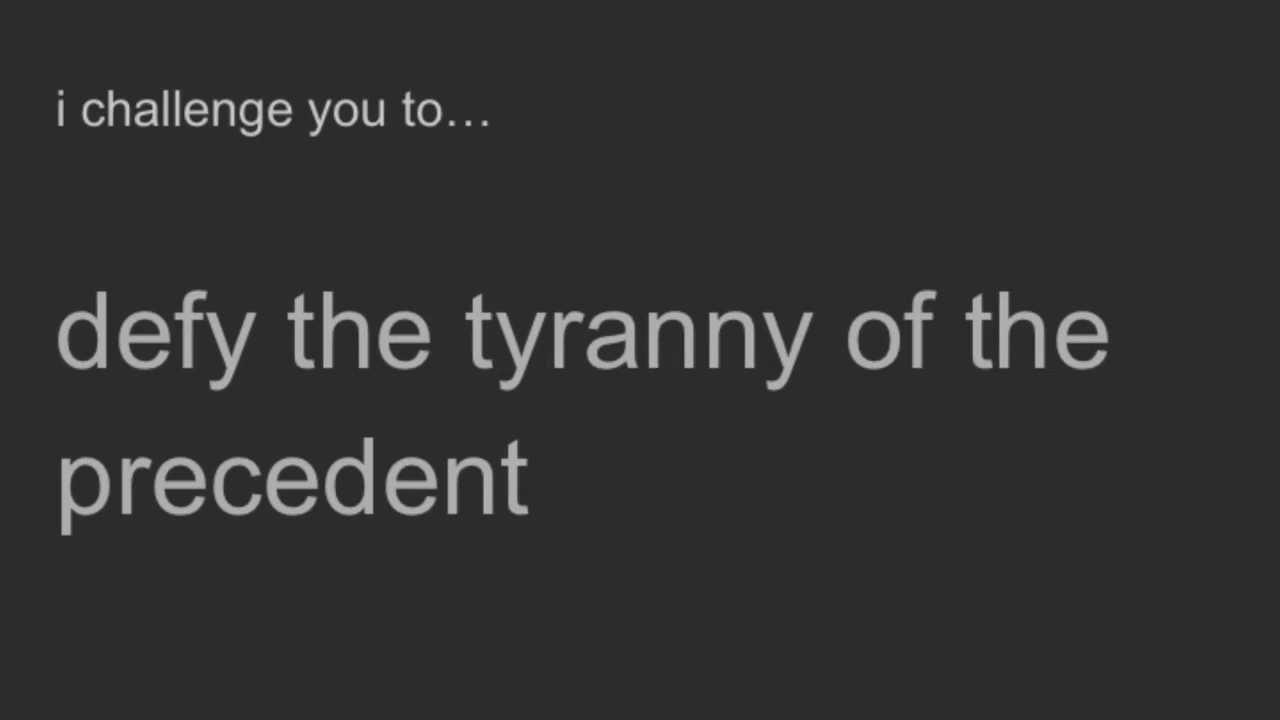 i challenge you to…
defy the tyranny of the
precedent